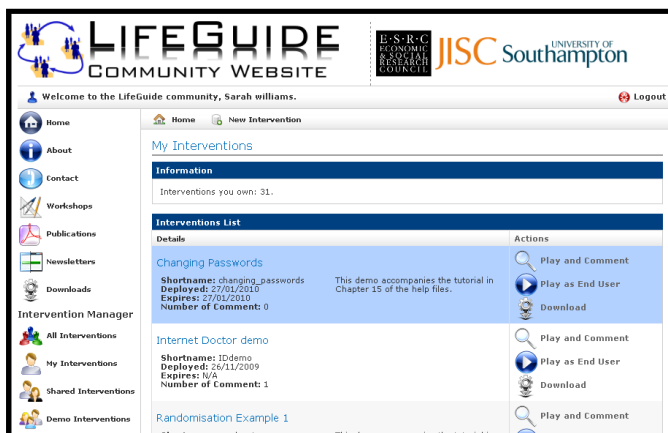 LIFEGUIDE
COMMUNITY WEBSITE
E·S·R·C
ECONOMIC
& SOCIAL
RESEARCH
COUNCIL
JISC
UNIVERSITY OF
Southampton
Welcome to the LifeGuide community, Sarah williams.
Logout
Home
About
Contact
Workshops
Publications
Newsletters
Downloads
Intervention Manager
All Interventions
My Interventions
Shared Interventions
Demo Interventions
Home New Intervention
My Interventions
Information
Interventions you own: 31.
Interventions List
Details Actions
Changing Passwords
Shortname: changing_passwords
Deployed: 27/01/2010
Expires: 27/01/2010
Number of Comment: 0
This demo accompanies the tutorial in
Chapter 15 of the help files.
Play and Comment
Play as End User
Download
Internet Doctor demo
Shortname: IDdemo
Deployed: 26/11/2009
Expires: N/A
Number of Comment: 1
Play and Comment
Play as End User
Download
Randomisation Example 1
Play and Comment